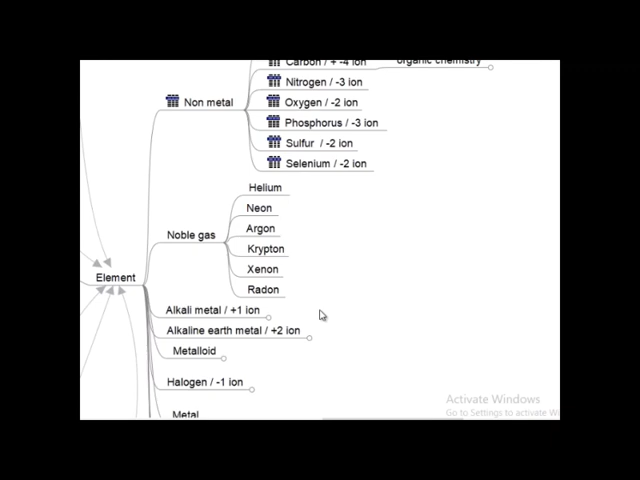 Carbon / + -4 ion
organic chemistry
Nitrogen / -3 ion
Non metal
Oxygen / -2 ion
Phosphorus / -3 ion
Sulfur / -2 ion
Selenium / -2 ion
Helium
Neon
Noble gas
Argon
Krypton
Xenon
Element
Radon
Alkali metal / +1 ion
Alkaline earth metal / +2 ion
Metalloid
Halogen / -1 ion
Metal
Activate Windows
Go to Settings to activate Wi